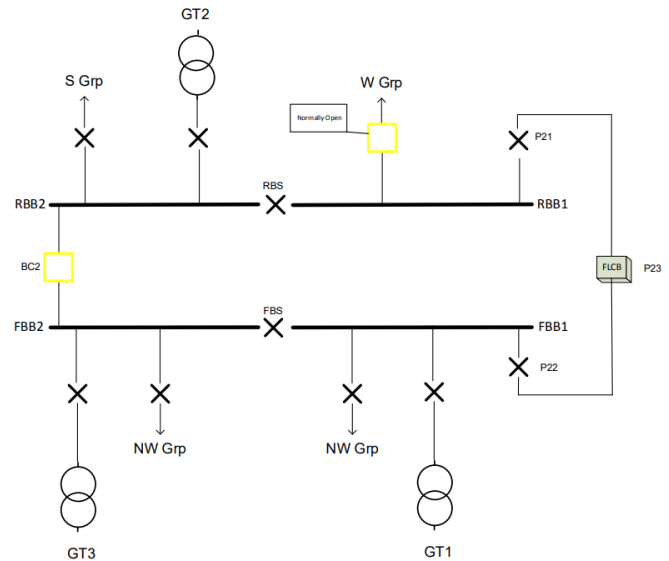 GT2
S Grp
W Grp
Normally Open
P21
RBS
RBB2
RBB1
BC2
FLCB
P23
FBS
FBB2
FBB1
P22
NW Grp
NW Grp
GT3
GT1